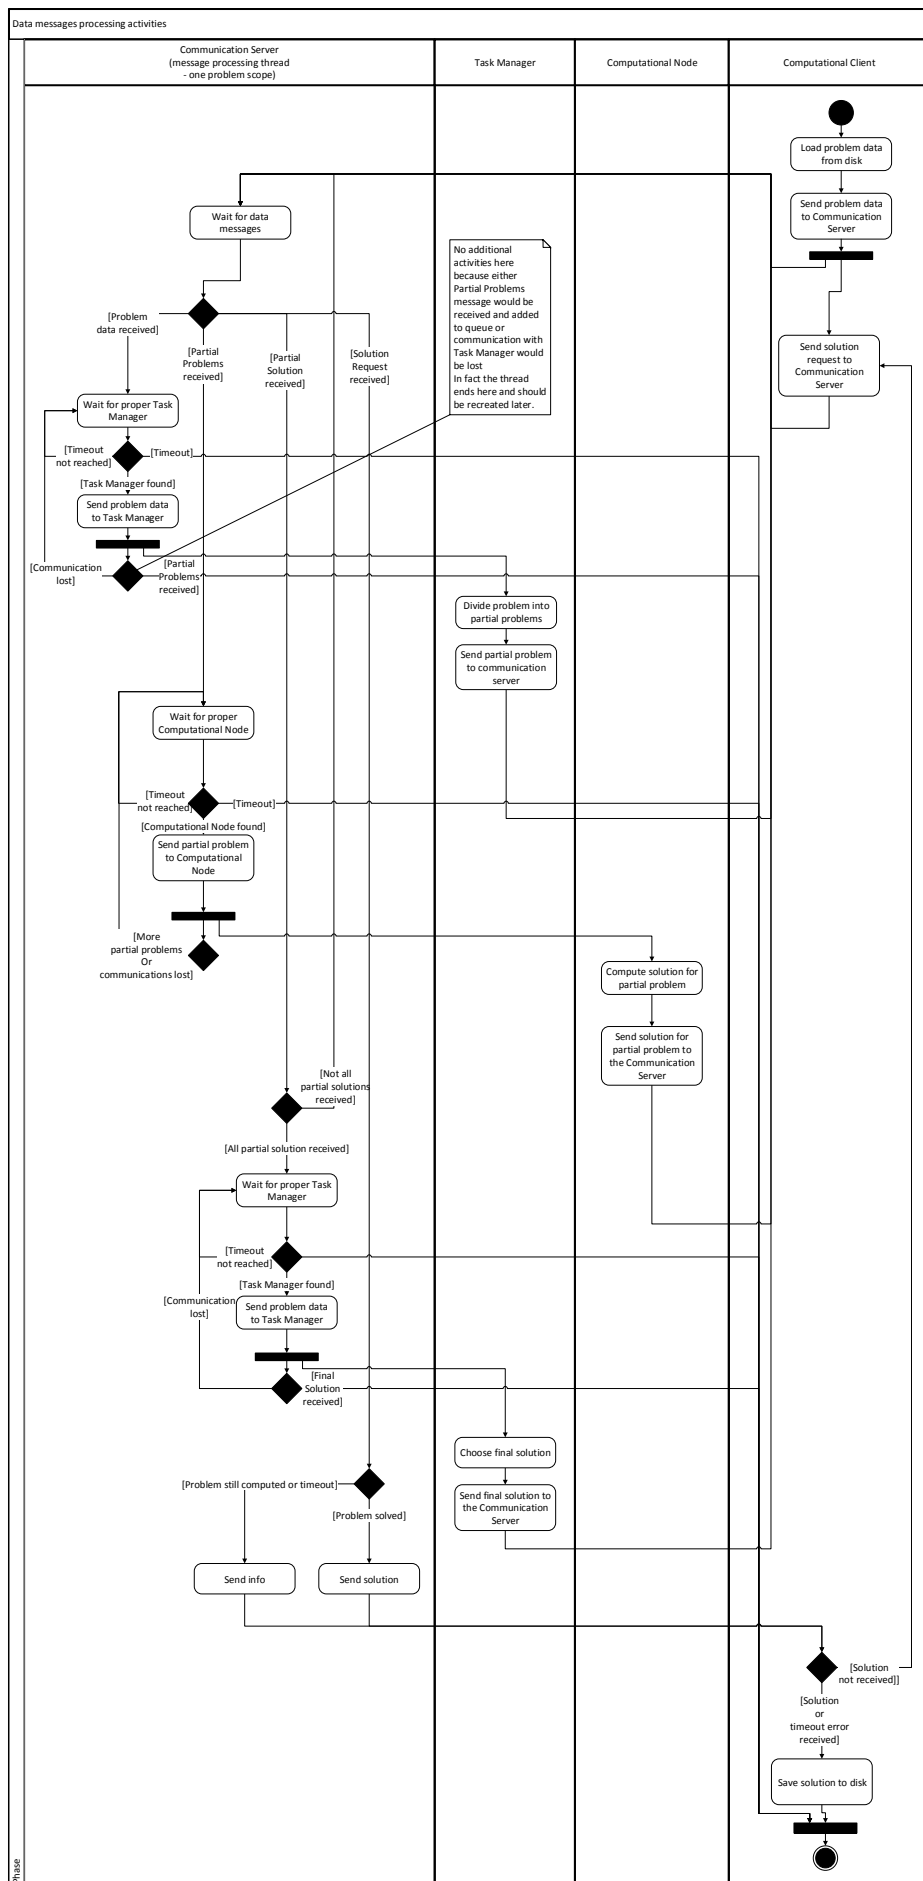 Data messages processing activities
Communication Server
(message processing thread
- one problem scope)
Task Manager
Computational Node
Computational Client
Load problem data
from disk
Send problem data
to Communication
Server
Wait for data
messages
No additional
activities here
because either
Partial Problems
message would be
received and added
to queue or
communication with
Task Manager would
be lost
In fact the thread
ends here and should
be recreated later.
[Problem
data received]
[Partial
Problems
received]
[Partial
Solution
received]
[Solution
Request
received]
Send solution
request to
Communication
Server
Wait for proper Task
Manager
[Timeout
not reached]
[Timeout]
[Task Manager found]
Send problem data
to Task Manager
[Communication
lost]
[Partial
Problems
received]
Divide problem into
partial problems
Send partial problem
to communication
server
Wait for proper
Computational Node
[Timeout
not reached]
[Timeout]
[Computational Node found]
Send partial problem
to Computational
Node
[More
partial problems
Or
communications lost]
Compute solution for
partial problem
Send solution for
partial problem to
the Communication
Server
[Not all
partial solutions
received]
[All partial solution received]
Wait for proper Task
Manager
[Timeout
not reached]
[Task Manager found]
[Communication
lost]
Send problem data
to Task Manager
[Final
Solution
received]
Choose final solution
Send final solution to
the Communication
Server
[Problem still computed or timeout]
[Problem solved]
Send info
Send solution
[Solution
not received]]
[Solution
or
timeout error
received]
Save solution to disk
Phase